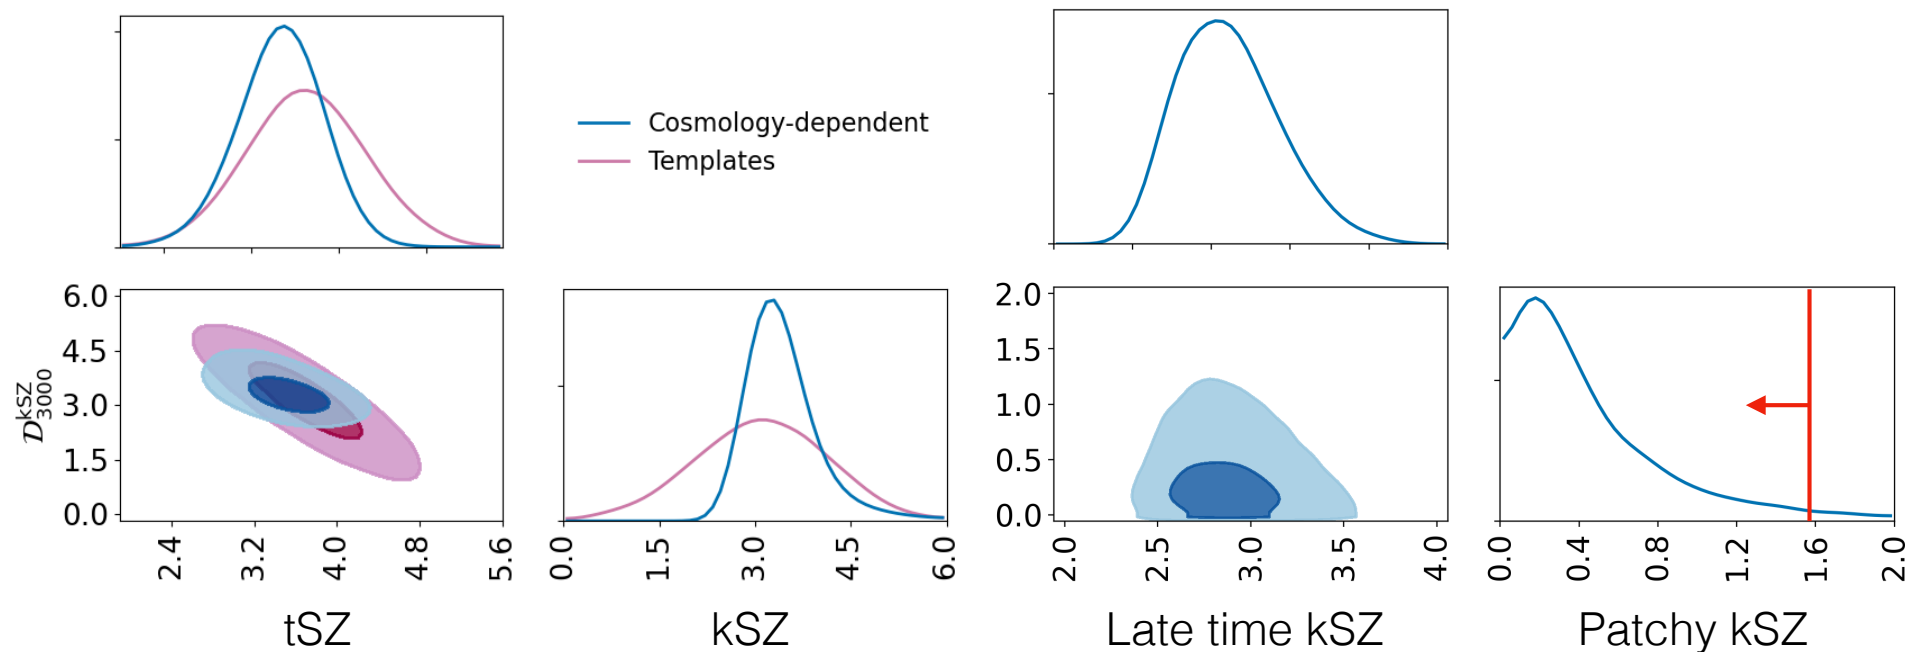 Cosmology-dependent
Templates
6.0
4.5
3.0
1.5
0.0
D^kSZ_3000
2.4 3.2 4.0 4.8 5.6
tSZ
0.0 1.5 3.0 4.5 6.0
kSZ
2.0
1.5
1.0
0.5
0.0
2.0 2.5 3.0 3.5 4.0
Late time kSZ
0.0 0.4 0.8 1.2 1.6 2.0
Patchy kSZ